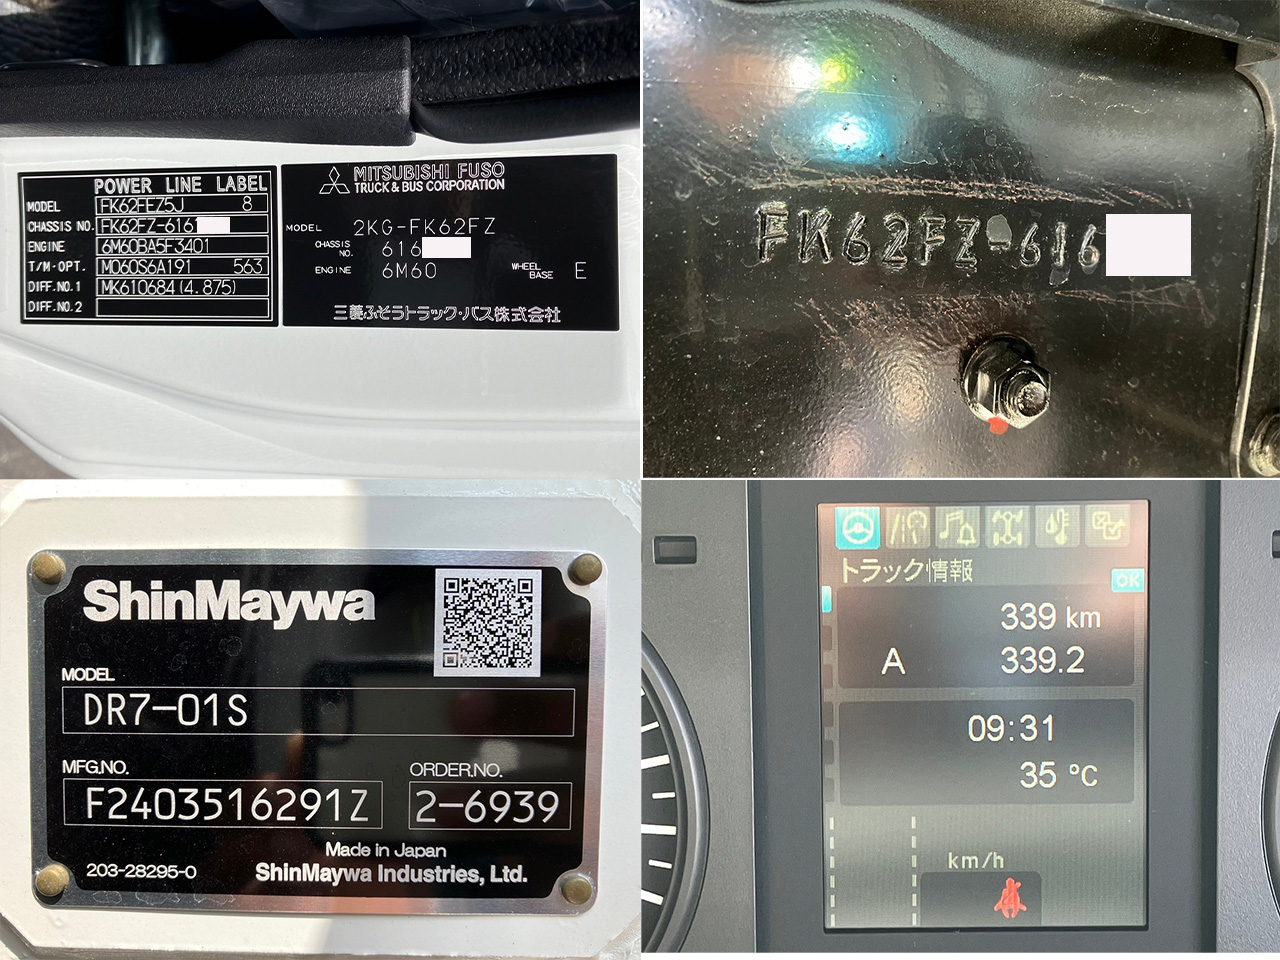 POWER LINE LABEL
MODEL FK62FEZ5J 8
CHASSIS NO. FK62FZ-616
ENGINE 6M60BA5F3401
T/M·OPT. M060S6A191 563
DIFF.NO.1 MK610684(4.875)
DIFF.NO.2
MITSUBISHI FUSO
TRUCK & BUS CORPORATION
MODEL 2KG-FK62FZ
CHASSIS NO. 616
ENGINE 6M60 WHEEL BASE E
三菱ふそうトラック・バス株式会社
FK62FZ-616
ShinMaywa
MODEL
DR7-01S
MFG.NO. ORDER.NO.
F2403516291Z 2-6939
Made in Japan
203-28295-0 ShinMaywa Industries, Ltd.
トラック情報
OK
339 km
A 339.2
09:31
35 °C
km/h